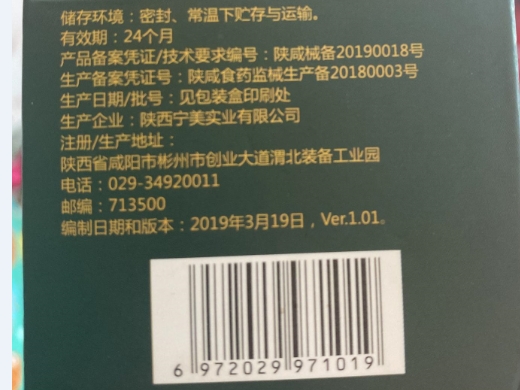 储存环境：密封、常温下贮存与运输。
有效期：24个月
产品备案凭证/技术要求编号：陕咸械备20190018号
生产备案凭证号：陕咸食药监械生产备20180003号
生产日期/批号：见包装盒印刷处
生产企业：陕西宁美实业有限公司
注册/生产地址：
陕西省咸阳市彬州市创业大道渭北装备工业园
电话：029-34920011
邮编：713500
编制日期和版本：2019年3月19日，Ver.1.01。
6 972029 971019